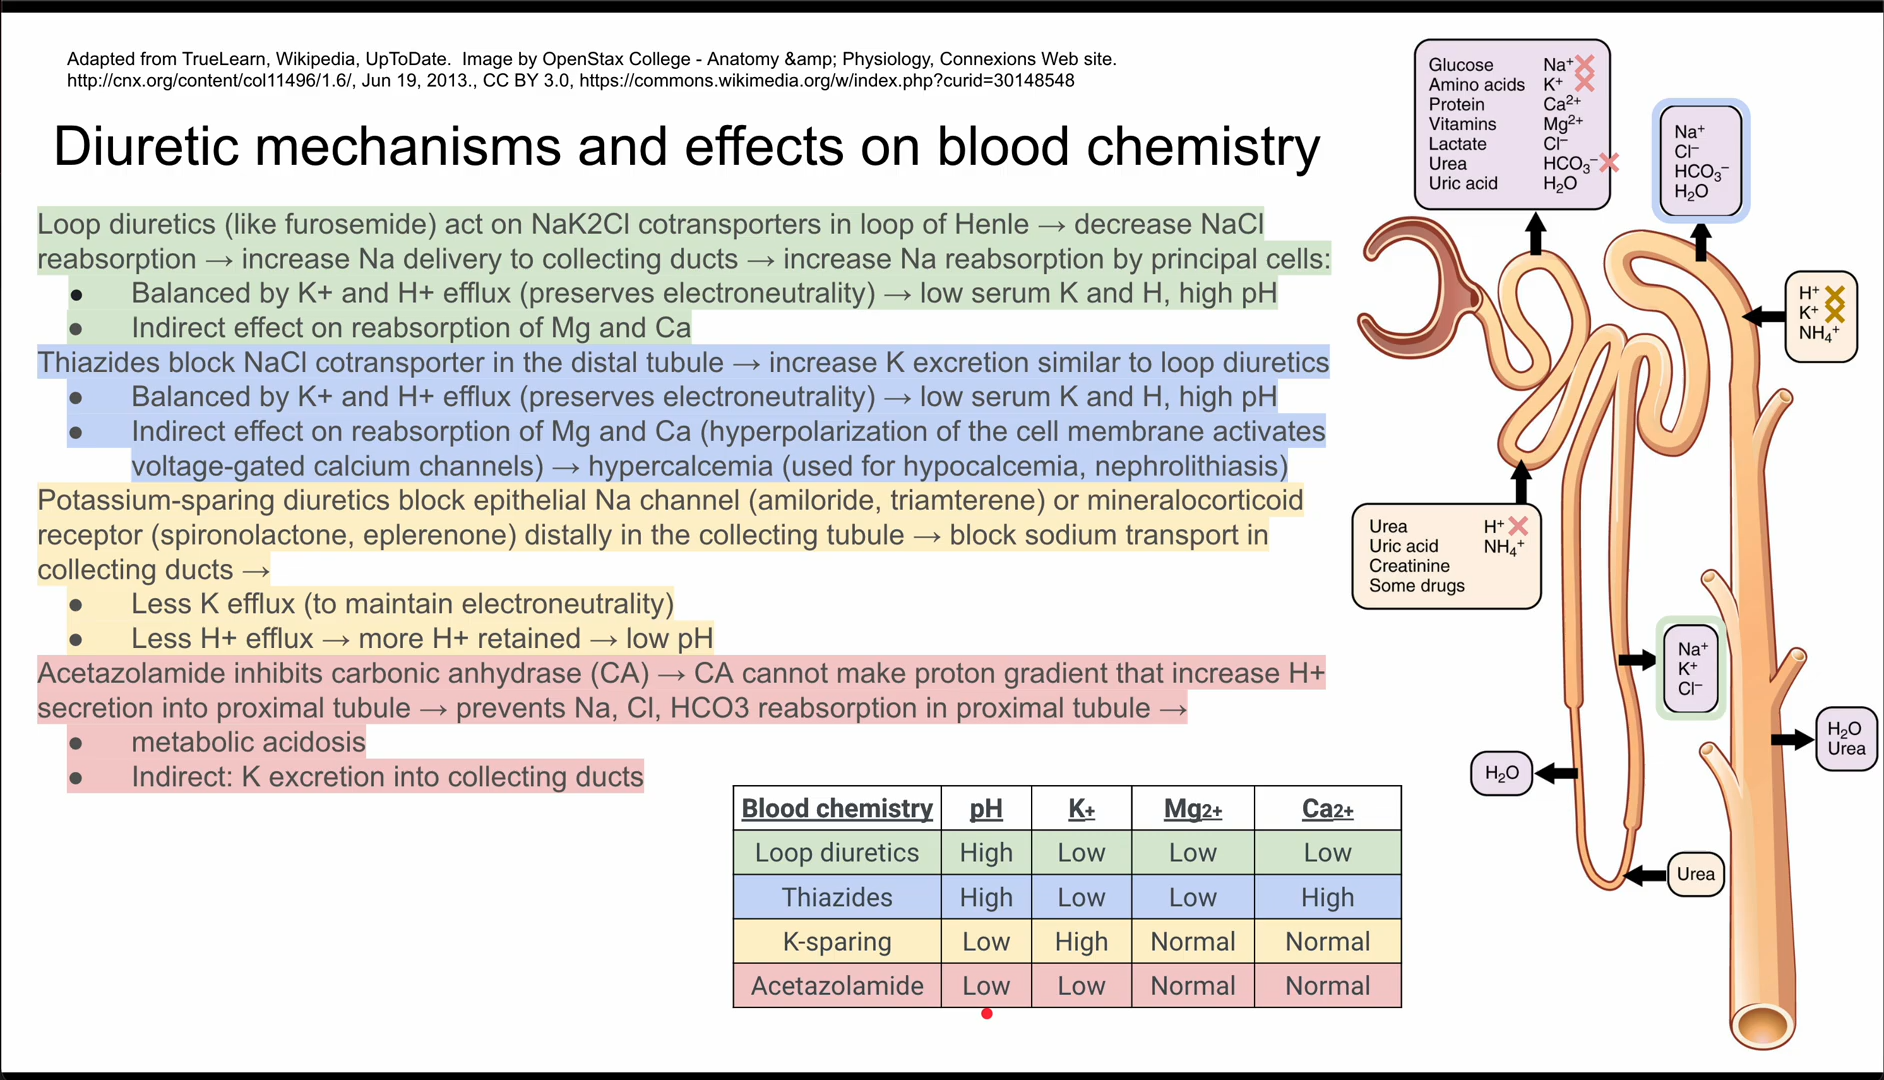 Adapted from TrueLearn, Wikipedia, UpToDate.  Image by OpenStax College - Anatomy &amp; Physiology, Connexions Web site.
http://cnx.org/content/col11496/1.6/, Jun 19, 2013., CC BY 3.0, https://commons.wikimedia.org/w/index.php?curid=30148548
Diuretic mechanisms and effects on blood chemistry
Loop diuretics (like furosemide) act on NaK2Cl cotransporters in loop of Henle → decrease NaCl
reabsorption → increase Na delivery to collecting ducts → increase Na reabsorption by principal cells:
● Balanced by K+ and H+ efflux (preserves electroneutrality) → low serum K and H, high pH
● Indirect effect on reabsorption of Mg and Ca
Thiazides block NaCl cotransporter in the distal tubule → increase K excretion similar to loop diuretics
● Balanced by K+ and H+ efflux (preserves electroneutrality) → low serum K and H, high pH
● Indirect effect on reabsorption of Mg and Ca (hyperpolarization of the cell membrane activates
voltage-gated calcium channels) → hypercalcemia (used for hypocalcemia, nephrolithiasis)
Potassium-sparing diuretics block epithelial Na channel (amiloride, triamterene) or mineralocorticoid
receptor (spironolactone, eplerenone) distally in the collecting tubule → block sodium transport in
collecting ducts →
● Less K efflux (to maintain electroneutrality)
● Less H+ efflux → more H+ retained → low pH
Acetazolamide inhibits carbonic anhydrase (CA) → CA cannot make proton gradient that increase H+
secretion into proximal tubule → prevents Na, Cl, HCO3 reabsorption in proximal tubule →
● metabolic acidosis
● Indirect: K excretion into collecting ducts
Blood chemistry pH K+ Mg2+ Ca2+
Loop diuretics High Low Low Low
Thiazides High Low Low High
K-sparing Low High Normal Normal
Acetazolamide Low Low Normal Normal
Glucose Na⁺
Amino acids K⁺
Protein Ca²⁺
Vitamins Mg²⁺
Lactate Cl⁻
Urea HCO₃⁻
Uric acid H₂O
Na⁺
Cl⁻
HCO₃⁻
H₂O
H⁺
K⁺
NH₄⁺
Urea H⁺
Uric acid NH₄⁺
Creatinine
Some drugs
Na⁺
K⁺
Cl⁻
H₂O
Urea
H₂O
Urea